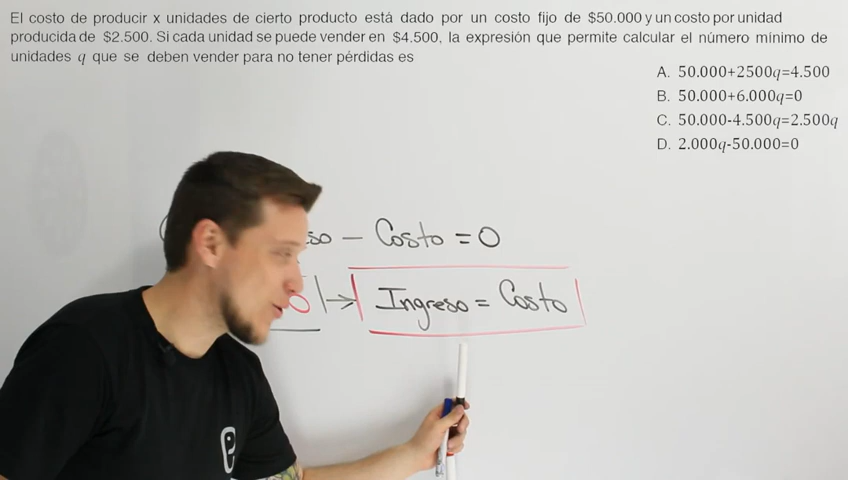 El costo de producir x unidades de cierto producto está dado por un costo fijo de $50.000 y un costo por unidad
producida de $2.500. Si cada unidad se puede vender en $4.500, la expresión que permite calcular el número mínimo de
unidades q que se deben vender para no tener pérdidas es
A. 50.000+2500q=4.500
B. 50.000+6.000q=0
C. 50.000-4.500q=2.500q
D. 2.000q-50.000=0
so - Costo = 0
0 | → Ingreso = Costo